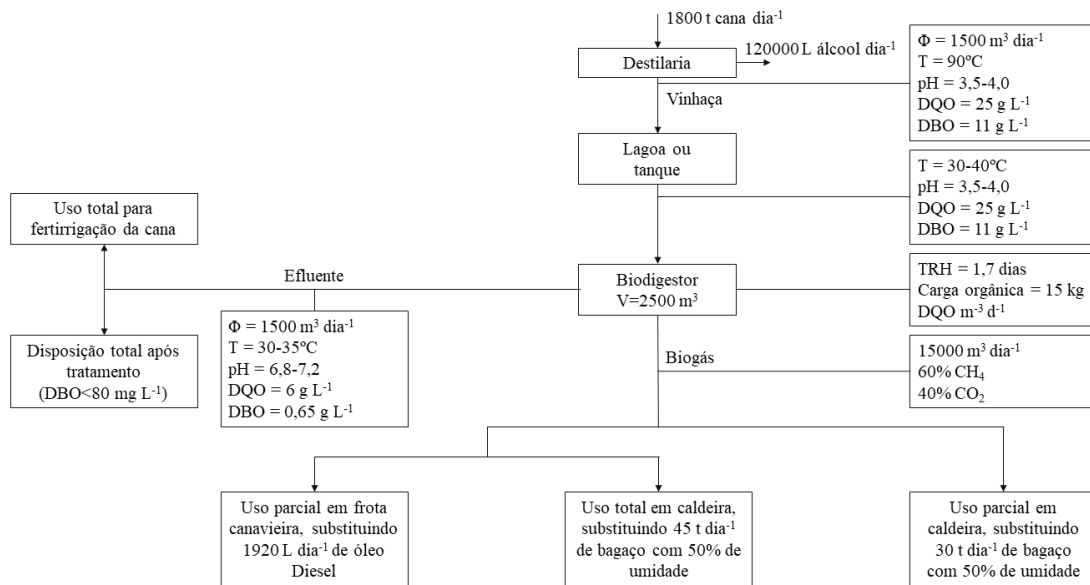 1800 t cana dia⁻¹
Destilaria
120000 L álcool dia⁻¹
Φ = 1500 m³ dia⁻¹
T = 90ºC
pH = 3,5-4,0
DQO = 25 g L⁻¹
DBO = 11 g L⁻¹
Vinhaça
Lagoa ou
tanque
T = 30-40ºC
pH = 3,5-4,0
DQO = 25 g L⁻¹
DBO = 11 g L⁻¹
Uso total para
fertirrigação da cana
Efluente
Biodigestor
V=2500 m³
TRH = 1,7 dias
Carga orgânica = 15 kg
DQO m⁻³ d⁻¹
Φ = 1500 m³ dia⁻¹
T = 30-35ºC
pH = 6,8-7,2
DQO = 6 g L⁻¹
DBO = 0,65 g L⁻¹
Disposição total após
tratamento
(DBO<80 mg L⁻¹)
Biogás
15000 m³ dia⁻¹
60% CH₄
40% CO₂
Uso parcial em frota
canavieira, substituindo
1920 L dia⁻¹ de óleo
Diesel
Uso total em caldeira,
substituindo 45 t dia⁻¹
de bagaço com 50% de
umidade
Uso parcial em
caldeira, substituindo
30 t dia⁻¹ de bagaço
com 50% de umidade